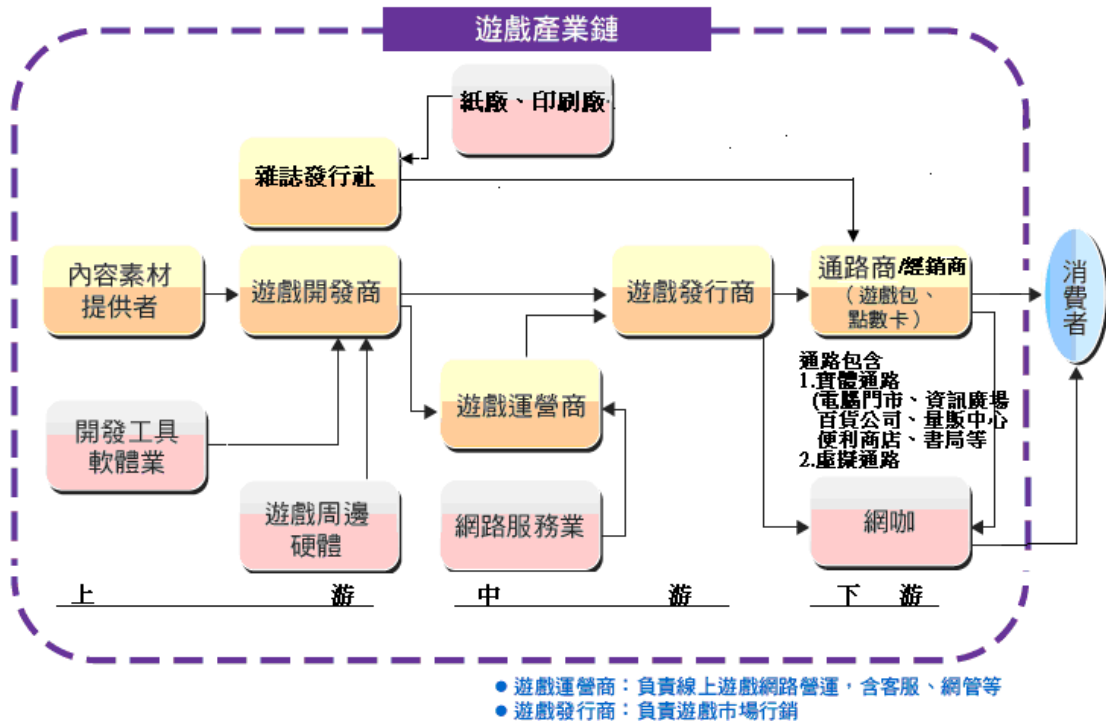 遊戲產業鏈
紙廠、印刷廠
雜誌發行社
內容素材
提供者
遊戲開發商
遊戲發行商
通路商/經銷商
（遊戲包、
點數卡）
消費者
遊戲運營商
通路包含
1.實體通路
(電腦門市、資訊廣場
百貨公司、量販中心
便利商店、書局等
2.虛擬通路
開發工具
軟體業
遊戲周邊
硬體
網路服務業
網咖
上 游
中 游
下 游
● 遊戲運營商：負責線上遊戲網路營運，含客服、網管等
● 遊戲發行商：負責遊戲市場行銷